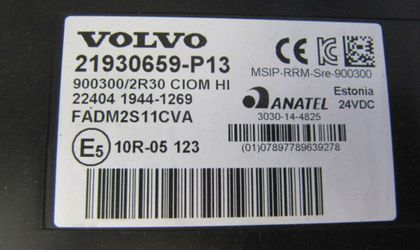 VOLVO
21930659-P13
900300/2R30 CIOM HI
22404 1944-1269
FADM2S11CVA
E5 10R-05 123
CE
MSIP-RRM-Sre-900300
ANATEL
3030-14-4825
Estonia
24VDC
(01)07897789639278